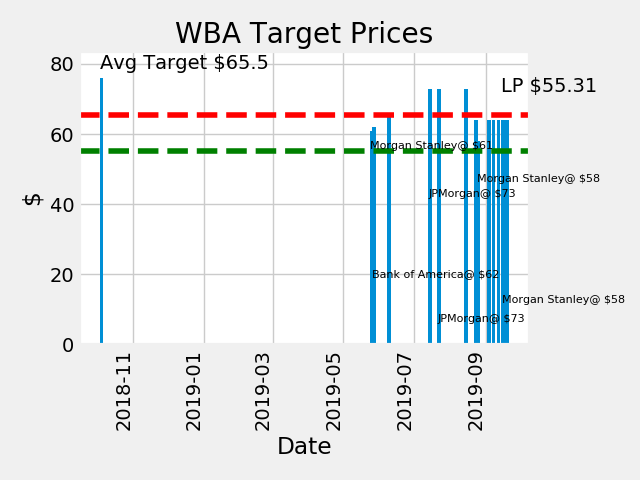 WBA Target Prices
Avg Target $65.5
LP $55.31
Morgan Stanley@ $61
Morgan Stanley@ $58
JPMorgan@ $73
Bank of America@ $62
Morgan Stanley@ $58
JPMorgan@ $73
$
80
60
40
20
0
2018-11
2019-01
2019-03
2019-05
2019-07
2019-09
Date